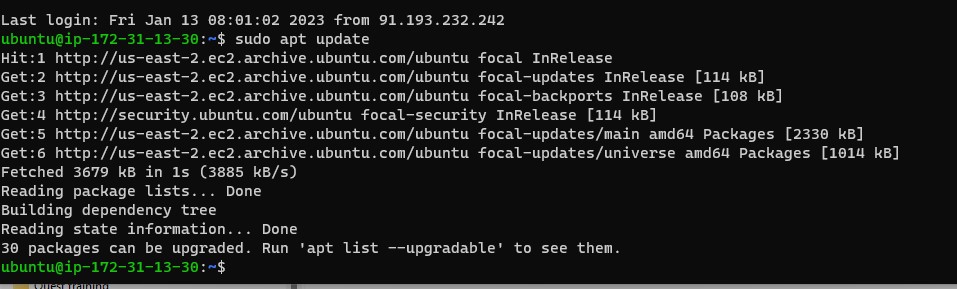 Last login: Fri Jan 13 08:01:02 2023 from 91.193.232.242
ubuntu@ip-172-31-13-30:~$ sudo apt update
Hit:1 http://us-east-2.ec2.archive.ubuntu.com/ubuntu focal InRelease
Get:2 http://us-east-2.ec2.archive.ubuntu.com/ubuntu focal-updates InRelease [114 kB]
Get:3 http://us-east-2.ec2.archive.ubuntu.com/ubuntu focal-backports InRelease [108 kB]
Get:4 http://security.ubuntu.com/ubuntu focal-security InRelease [114 kB]
Get:5 http://us-east-2.ec2.archive.ubuntu.com/ubuntu focal-updates/main amd64 Packages [2330 kB]
Get:6 http://us-east-2.ec2.archive.ubuntu.com/ubuntu focal-updates/universe amd64 Packages [1014 kB]
Fetched 3679 kB in 1s (3885 kB/s)
Reading package lists... Done
Building dependency tree
Reading state information... Done
30 packages can be upgraded. Run 'apt list --upgradable' to see them.
ubuntu@ip-172-31-13-30:~$
Quest training